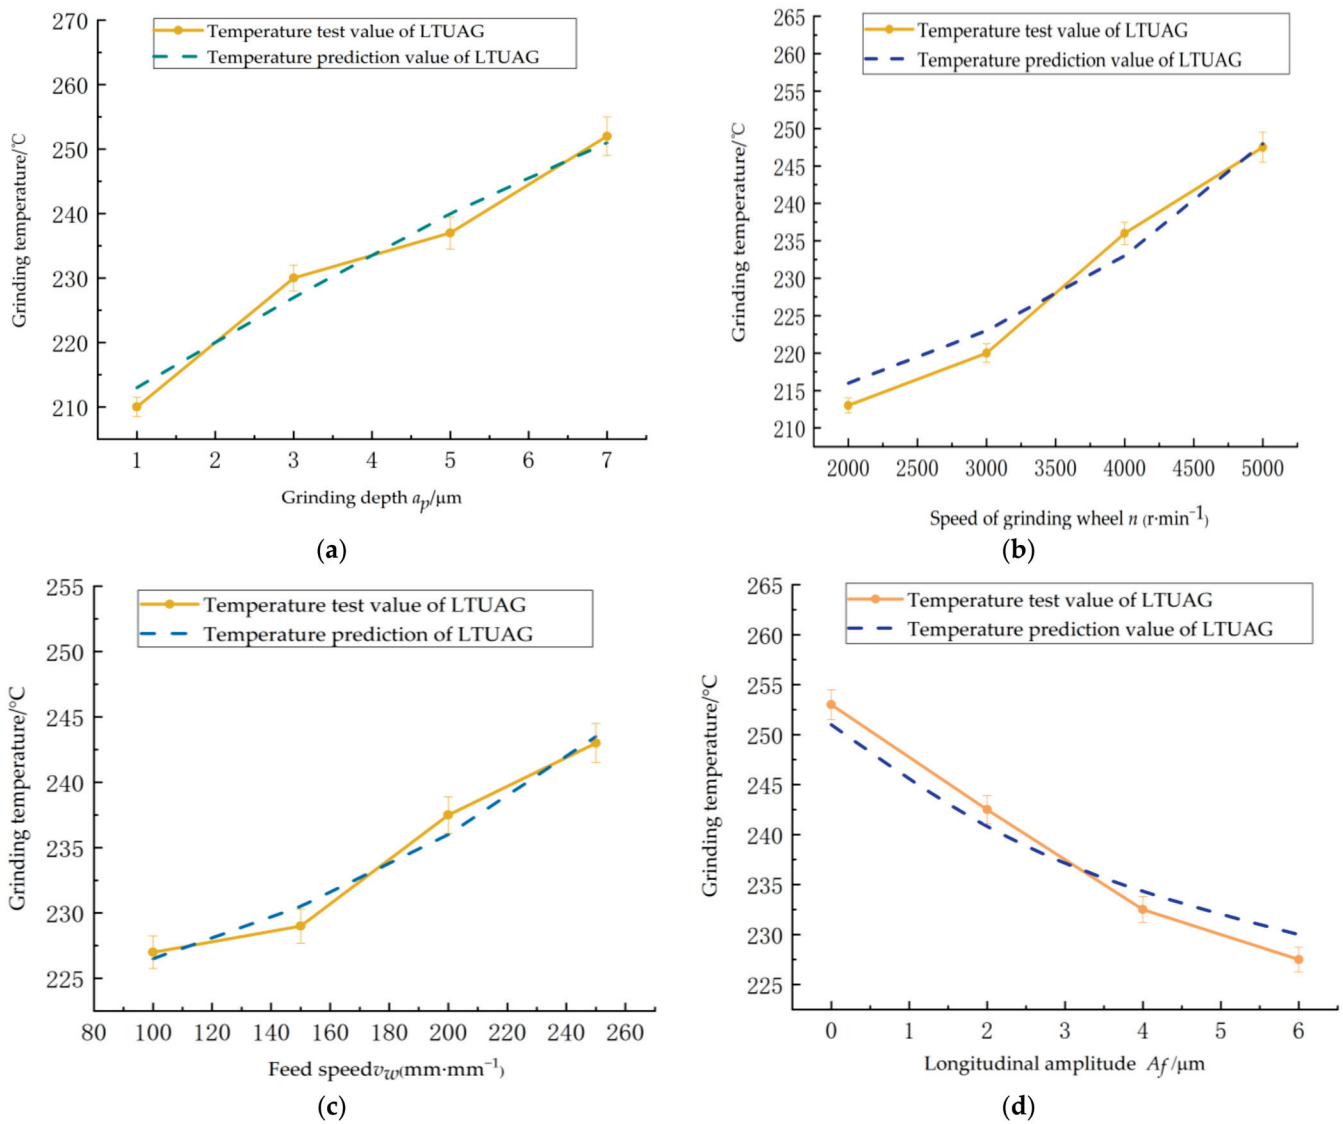 Temperature test value of LTUAG
Temperature prediction value of LTUAG
Grinding temperature/℃
270
260
250
240
230
220
210
1 2 3 4 5 6 7
Grinding depth ap/μm
(a)
Temperature test value of LTUAG
Temperature prediction value of LTUAG
Grinding temperature/℃
265
260
255
250
245
240
235
230
225
220
215
210
2000 2500 3000 3500 4000 4500 5000
Speed of grinding wheel n (r·min⁻¹)
(b)
Temperature test value of LTUAG
Temperature prediction of LTUAG
Grinding temperature/°C
255
250
245
240
235
230
225
80 100 120 140 160 180 200 220 240 260
Feed speedvw(mm·mm⁻¹)
(c)
Temperature test value of LTUAG
Temperature prediction value of LTUAG
Grinding temperature/°C
265
260
255
250
245
240
235
230
225
0 1 2 3 4 5 6
Longitudinal amplitude Af/μm
(d)